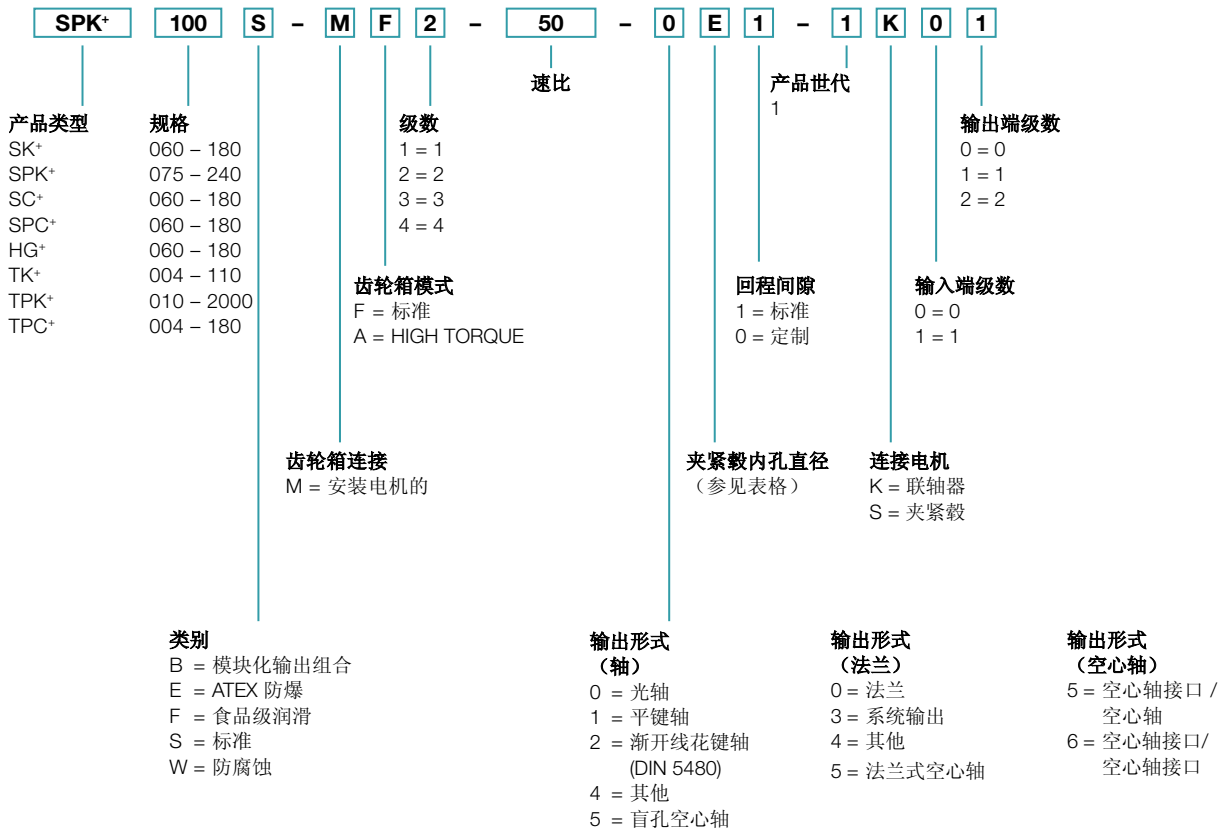 SPK+ 100 S – M F 2 – 50 – 0 E 1 – 1 K 0 1
速比
产品世代
1
产品类型
SK+
SPK+
SC+
SPC+
HG+
TK+
TPK+
TPC+
规格
060 – 180
075 – 240
060 – 180
060 – 180
060 – 180
004 – 110
010 – 2000
004 – 180
级数
1 = 1
2 = 2
3 = 3
4 = 4
输出端级数
0 = 0
1 = 1
2 = 2
齿轮箱模式
F = 标准
A = HIGH TORQUE
回程间隙
1 = 标准
0 = 定制
输入端级数
0 = 0
1 = 1
齿轮箱连接
M = 安装电机的
夹紧毂内孔直径
（参见表格）
连接电机
K = 联轴器
S = 夹紧毂
类别
B = 模块化输出组合
E = ATEX 防爆
F = 食品级润滑
S = 标准
W = 防腐蚀
输出形式
（轴）
0 = 光轴
1 = 平键轴
2 = 渐开线花键轴
(DIN 5480)
4 = 其他
5 = 盲孔空心轴
输出形式
（法兰）
0 = 法兰
3 = 系统输出
4 = 其他
5 = 法兰式空心轴
输出形式
（空心轴）
5 = 空心轴接口 /
空心轴
6 = 空心轴接口/
空心轴接口